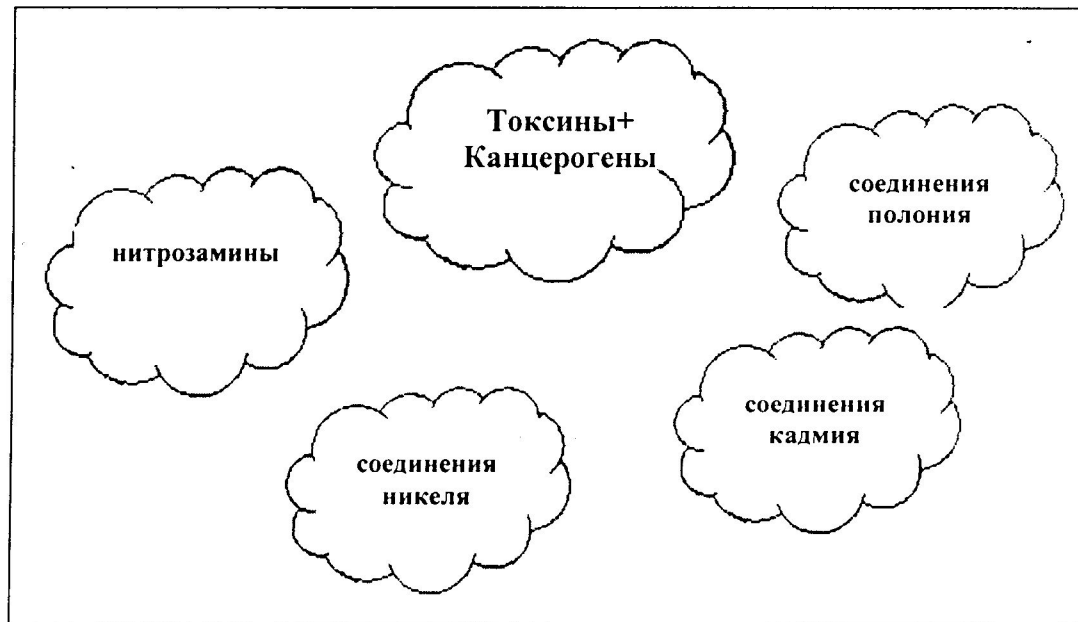 Токсины+
Канцерогены
соединения
полония
нитрозамины
соединения
кадмия
соединения
никеля